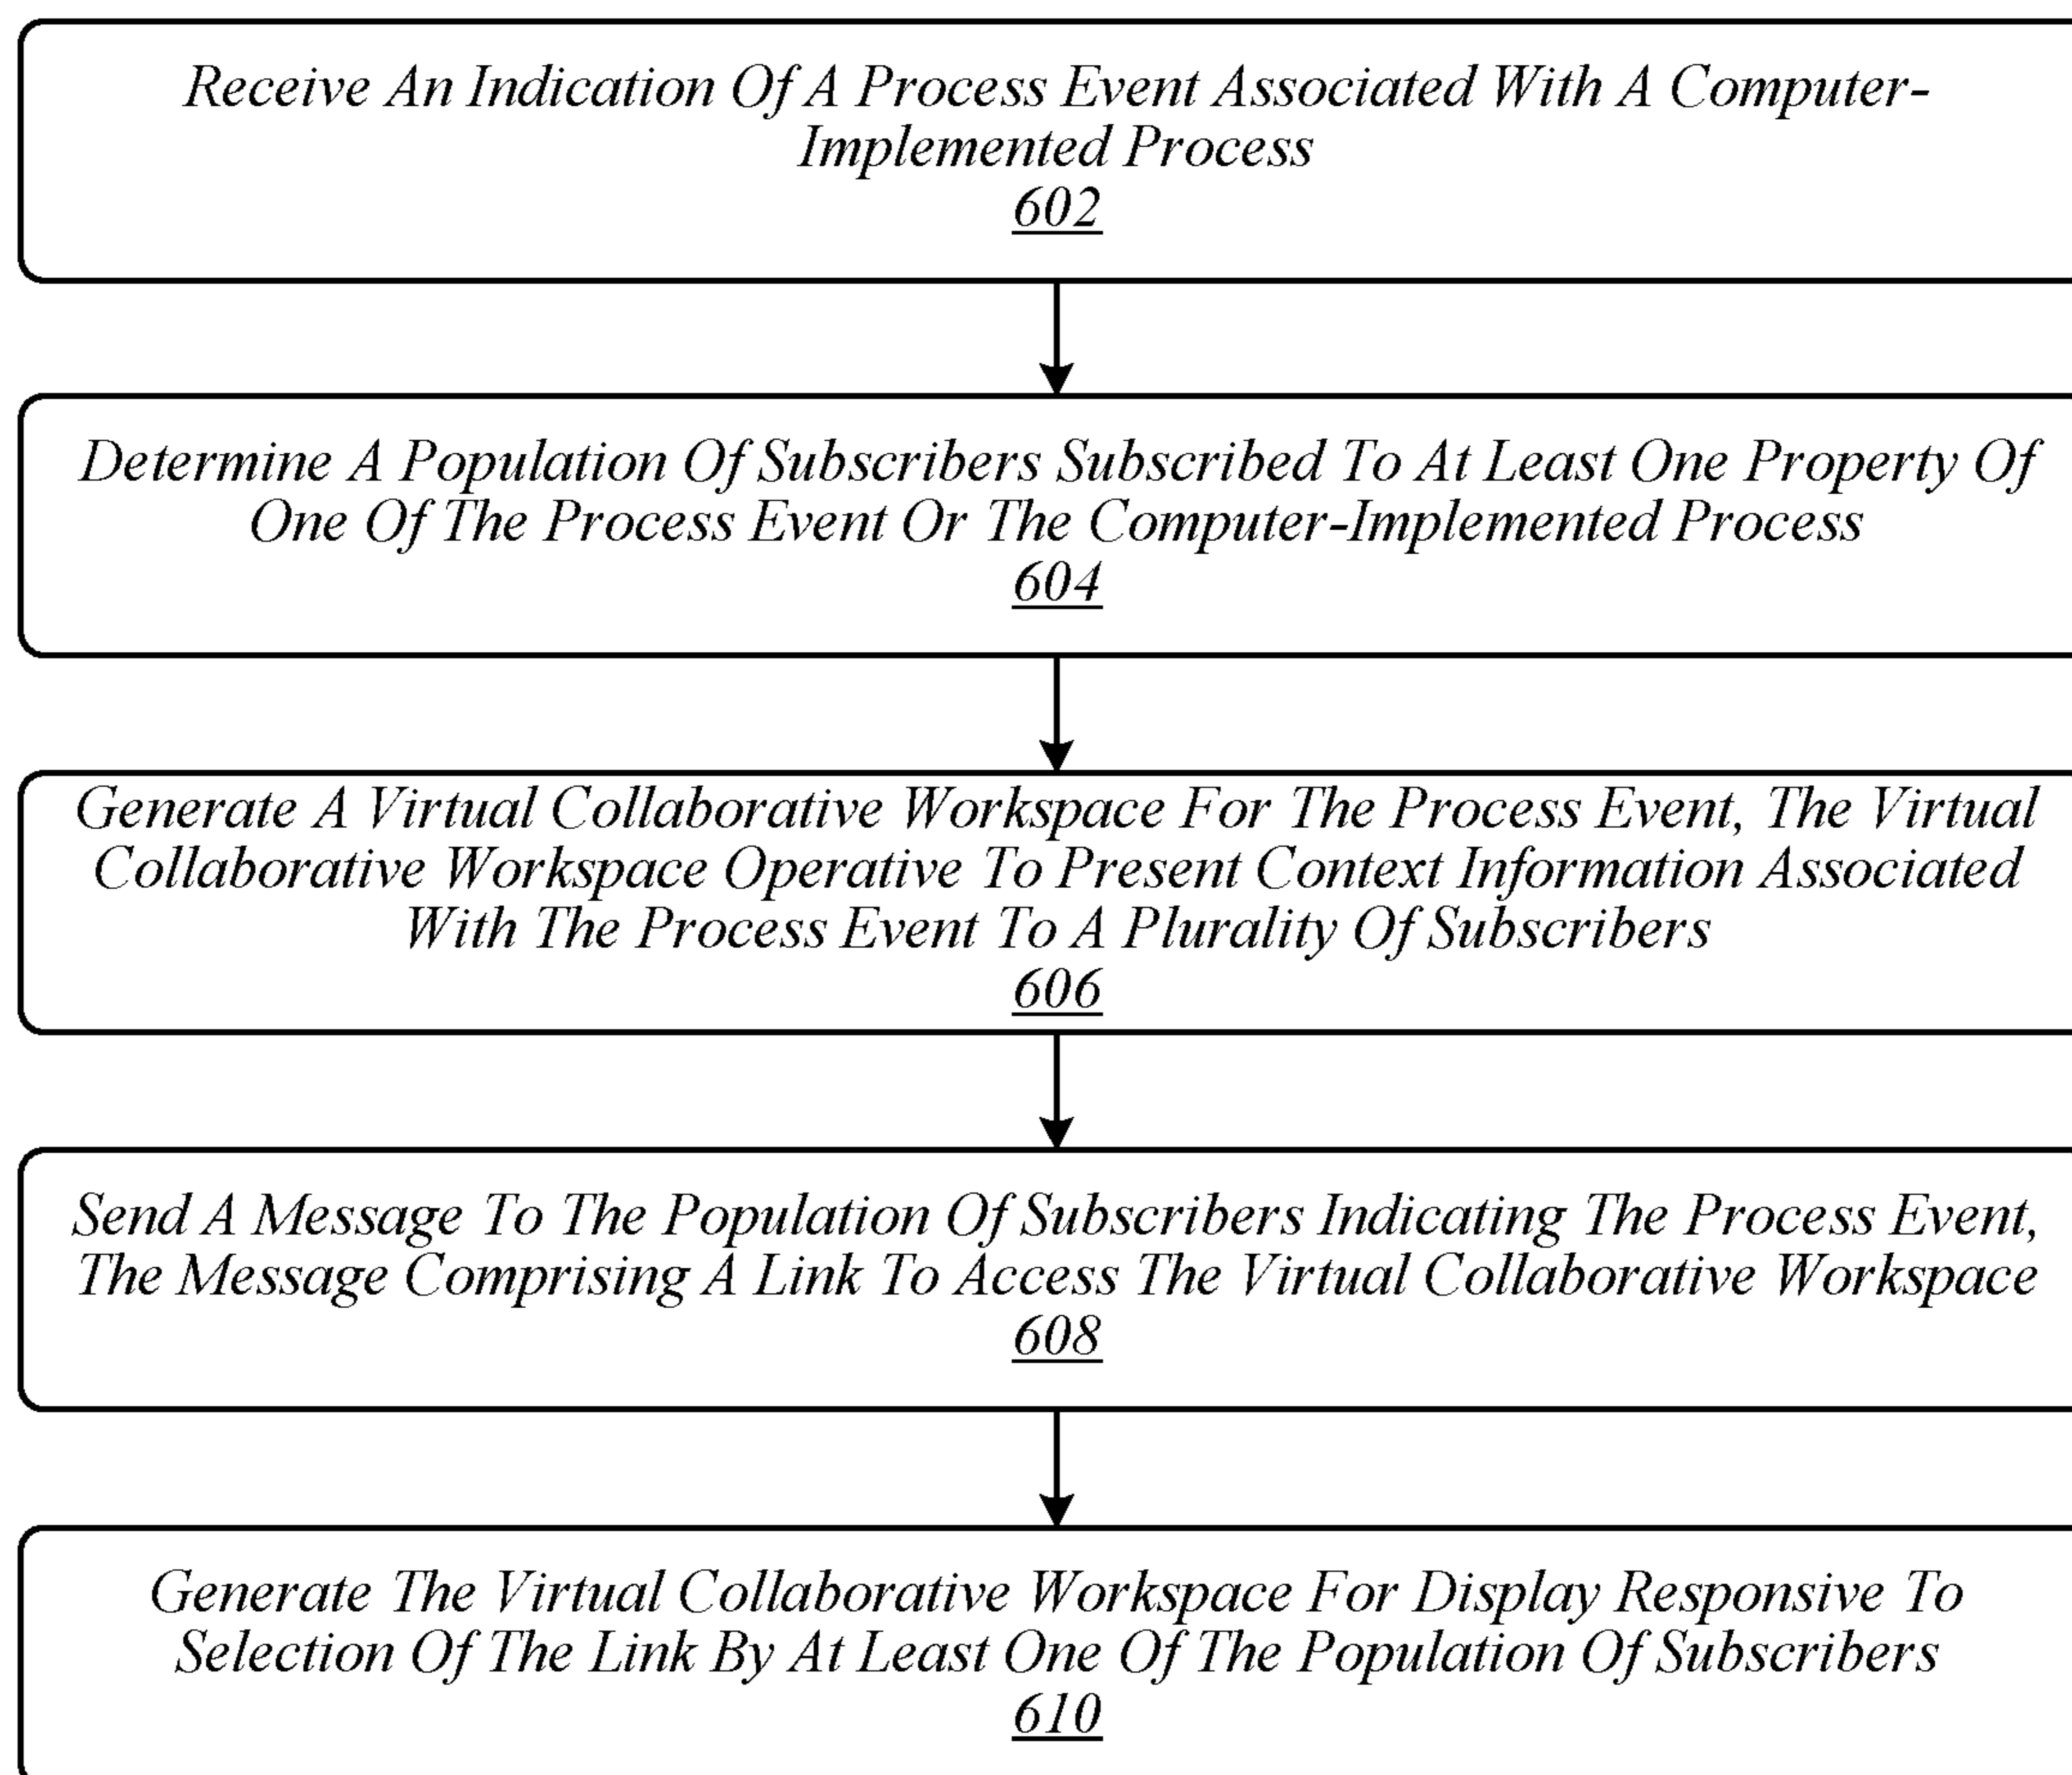 Receive An Indication Of A Process Event Associated With A Computer-
Implemented Process
602
Determine A Population Of Subscribers Subscribed To At Least One Property Of
One Of The Process Event Or The Computer-Implemented Process
604
Generate A Virtual Collaborative Workspace For The Process Event, The Virtual
Collaborative Workspace Operative To Present Context Information Associated
With The Process Event To A Plurality Of Subscribers
606
Send A Message To The Population Of Subscribers Indicating The Process Event,
The Message Comprising A Link To Access The Virtual Collaborative Workspace
608
Generate The Virtual Collaborative Workspace For Display Responsive To
Selection Of The Link By At Least One Of The Population Of Subscribers
610